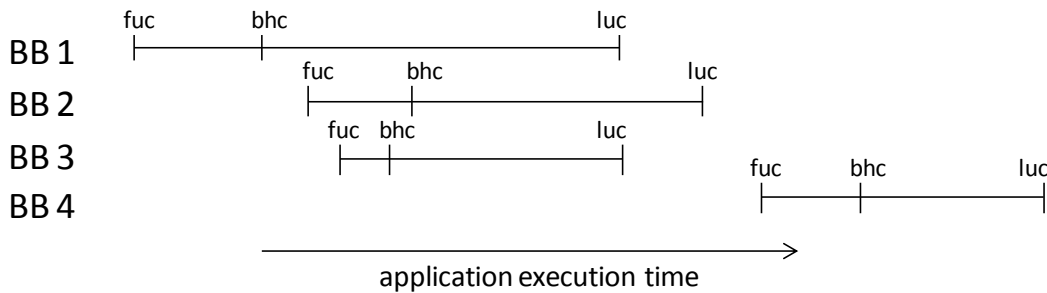 fuc bhc luc
BB 1
fuc bhc luc
BB 2
fuc bhc luc
BB 3
fuc bhc luc
BB 4
application execution time